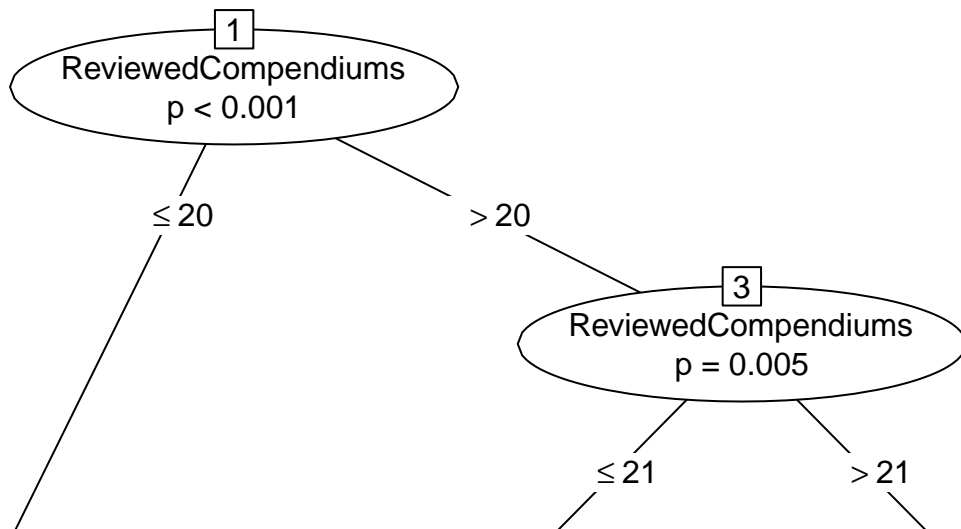 1
ReviewedCompendiums
p < 0.001
≤ 20
> 20
3
ReviewedCompendiums
p = 0.005
≤ 21
> 21